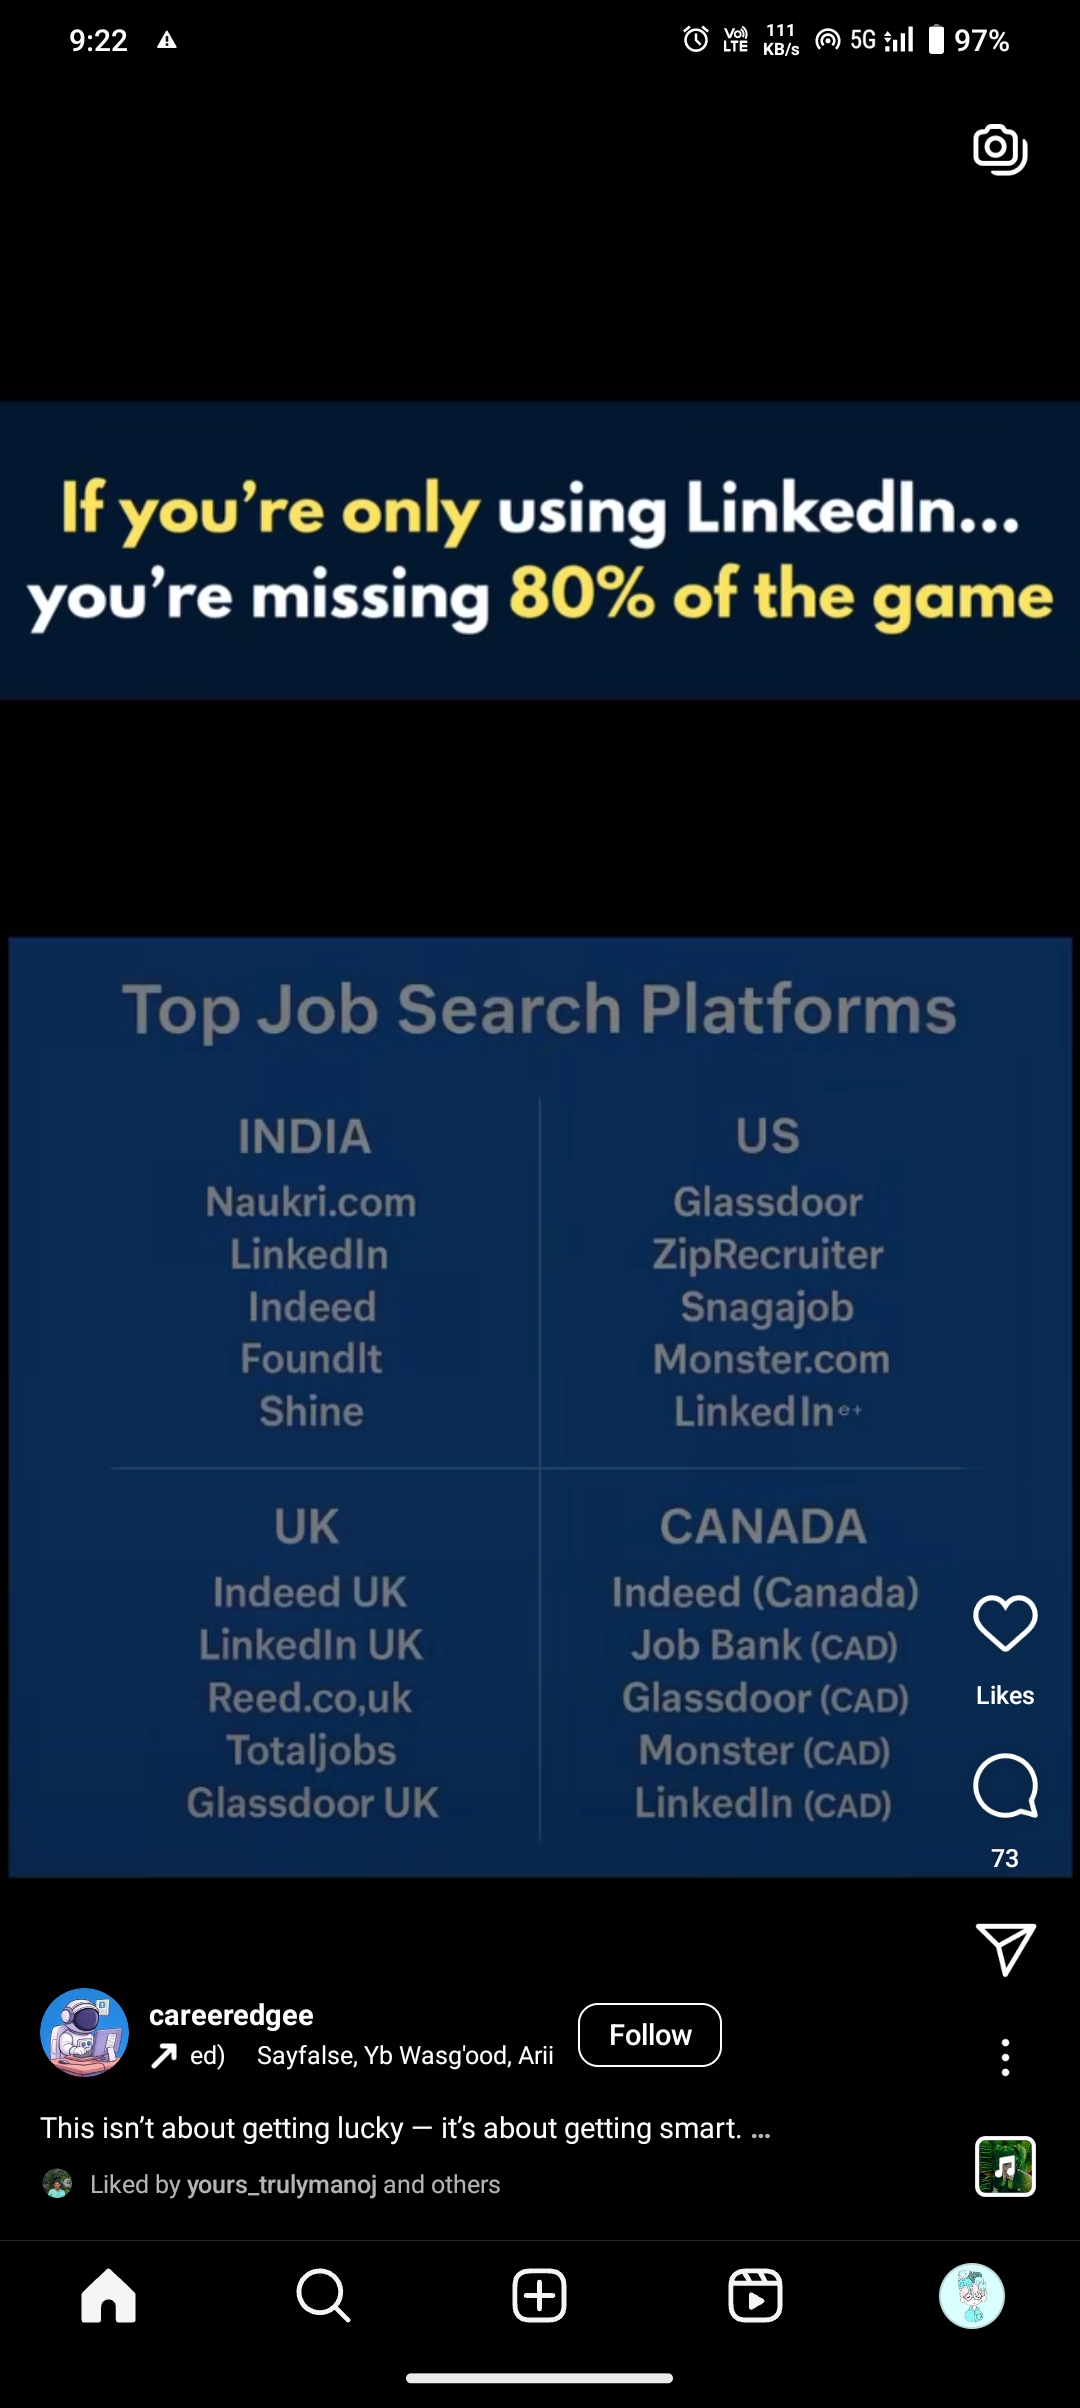 9:22
Vo) LTE
111 KB/s
5G
97%
If you're only using LinkedIn...
you're missing 80% of the game
Top Job Search Platforms
INDIA
Naukri.com
LinkedIn
Indeed
FoundIt
Shine
US
Glassdoor
ZipRecruiter
Snagajob
Monster.com
LinkedIn e+
UK
Indeed UK
LinkedIn UK
Reed.co,uk
Totaljobs
Glassdoor UK
CANADA
Indeed (Canada)
Job Bank (CAD)
Glassdoor (CAD)
Monster (CAD)
LinkedIn (CAD)
Likes
73
careeredgee
ed) Sayfalse, Yb Wasg'ood, Arii
Follow
This isn't about getting lucky — it's about getting smart. ...
Liked by yours_trulymanoj and others